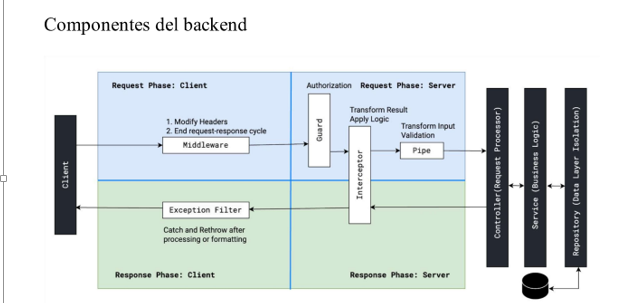 Componentes del backend
Request Phase: Client
Authorization
Request Phase: Server
1. Modify Headers
2. End request-response cycle
Middleware
Guard
Transform Result
Apply Logic
Transform Input
Validation
Pipe
Interceptor
Client
Exception Filter
Catch and Rethrow after
processing or formatting
Response Phase: Client
Response Phase: Server
Controller(Request Processor)
Service (Business Logic)
Repository (Data Layer Isolation)